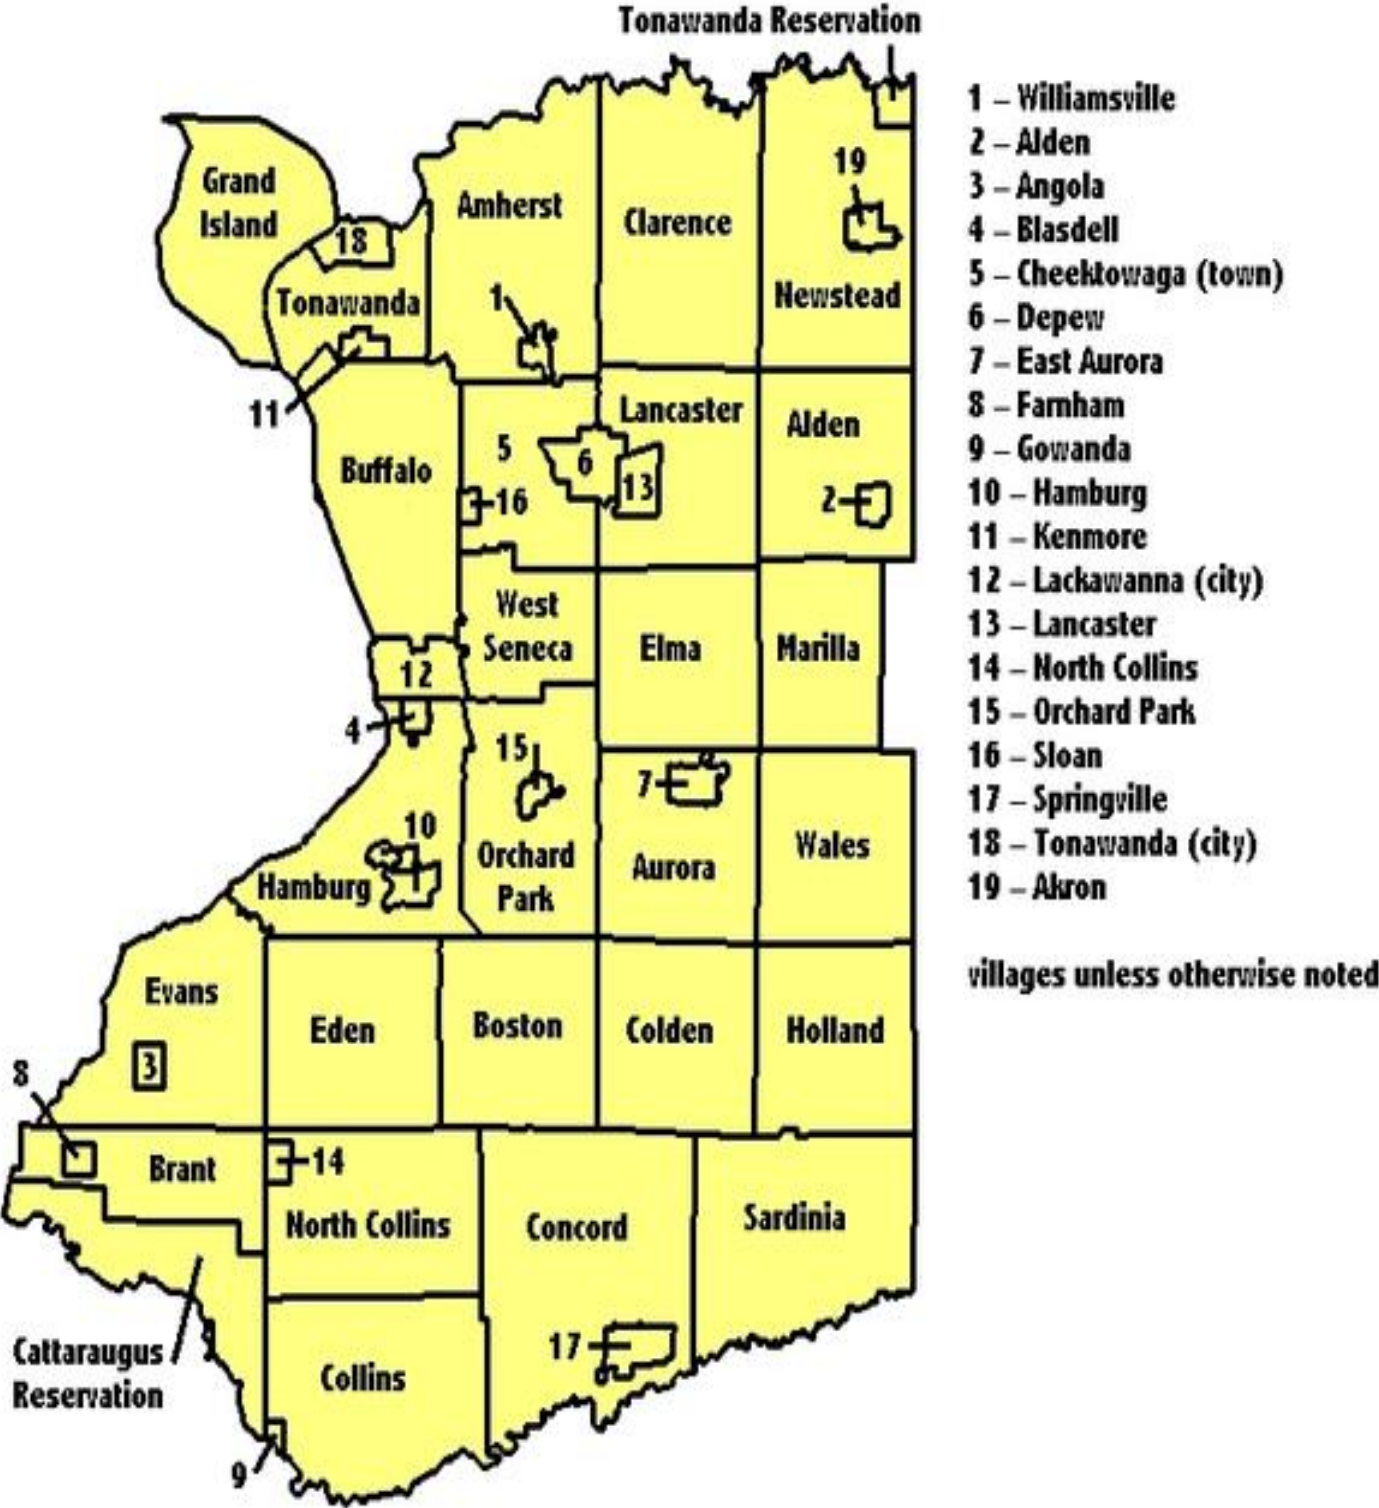 Tonawanda Reservation
Grand
Island
18
Tonawanda
Amherst
1
Clarence
19
Newstead
11
Buffalo
5
6
13
16
Lancaster
Alden
2
West
Seneca
Elma
Marilla
12
4
15
7
10
Hamburg
Orchard
Park
Aurora
Wales
Evans
3
Eden
Boston
Colden
Holland
8
Brant
14
North Collins
Concord
Sardinia
17
Cattaraugus
Reservation
Collins
9
1 – Williamsville
2 – Alden
3 – Angola
4 – Blasdell
5 – Cheektowaga (town)
6 – Depew
7 – East Aurora
8 – Farnham
9 – Gowanda
10 – Hamburg
11 – Kenmore
12 – Lackawanna (city)
13 – Lancaster
14 – North Collins
15 – Orchard Park
16 – Sloan
17 – Springville
18 – Tonawanda (city)
19 – Akron
villages unless otherwise noted